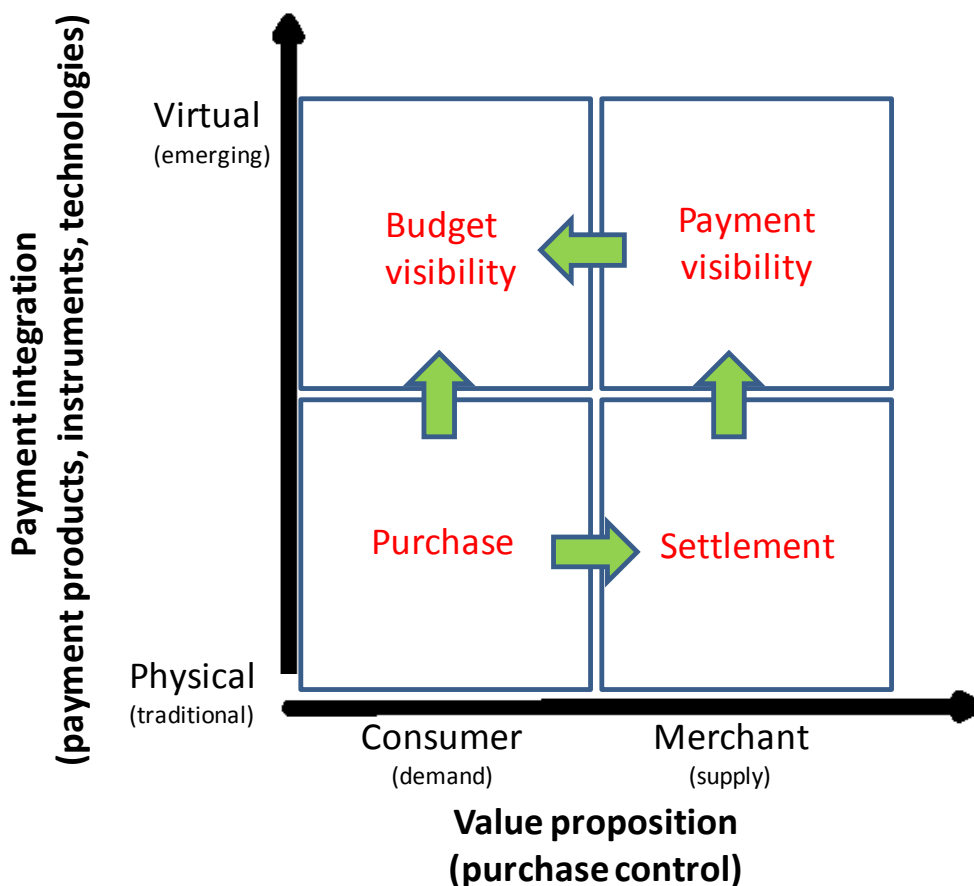 Payment integration
(payment products, instruments, technologies)
Virtual
(emerging)
Budget
visibility
Payment
visibility
Purchase
Settlement
Physical
(traditional)
Consumer
(demand)
Merchant
(supply)
Value proposition
(purchase control)